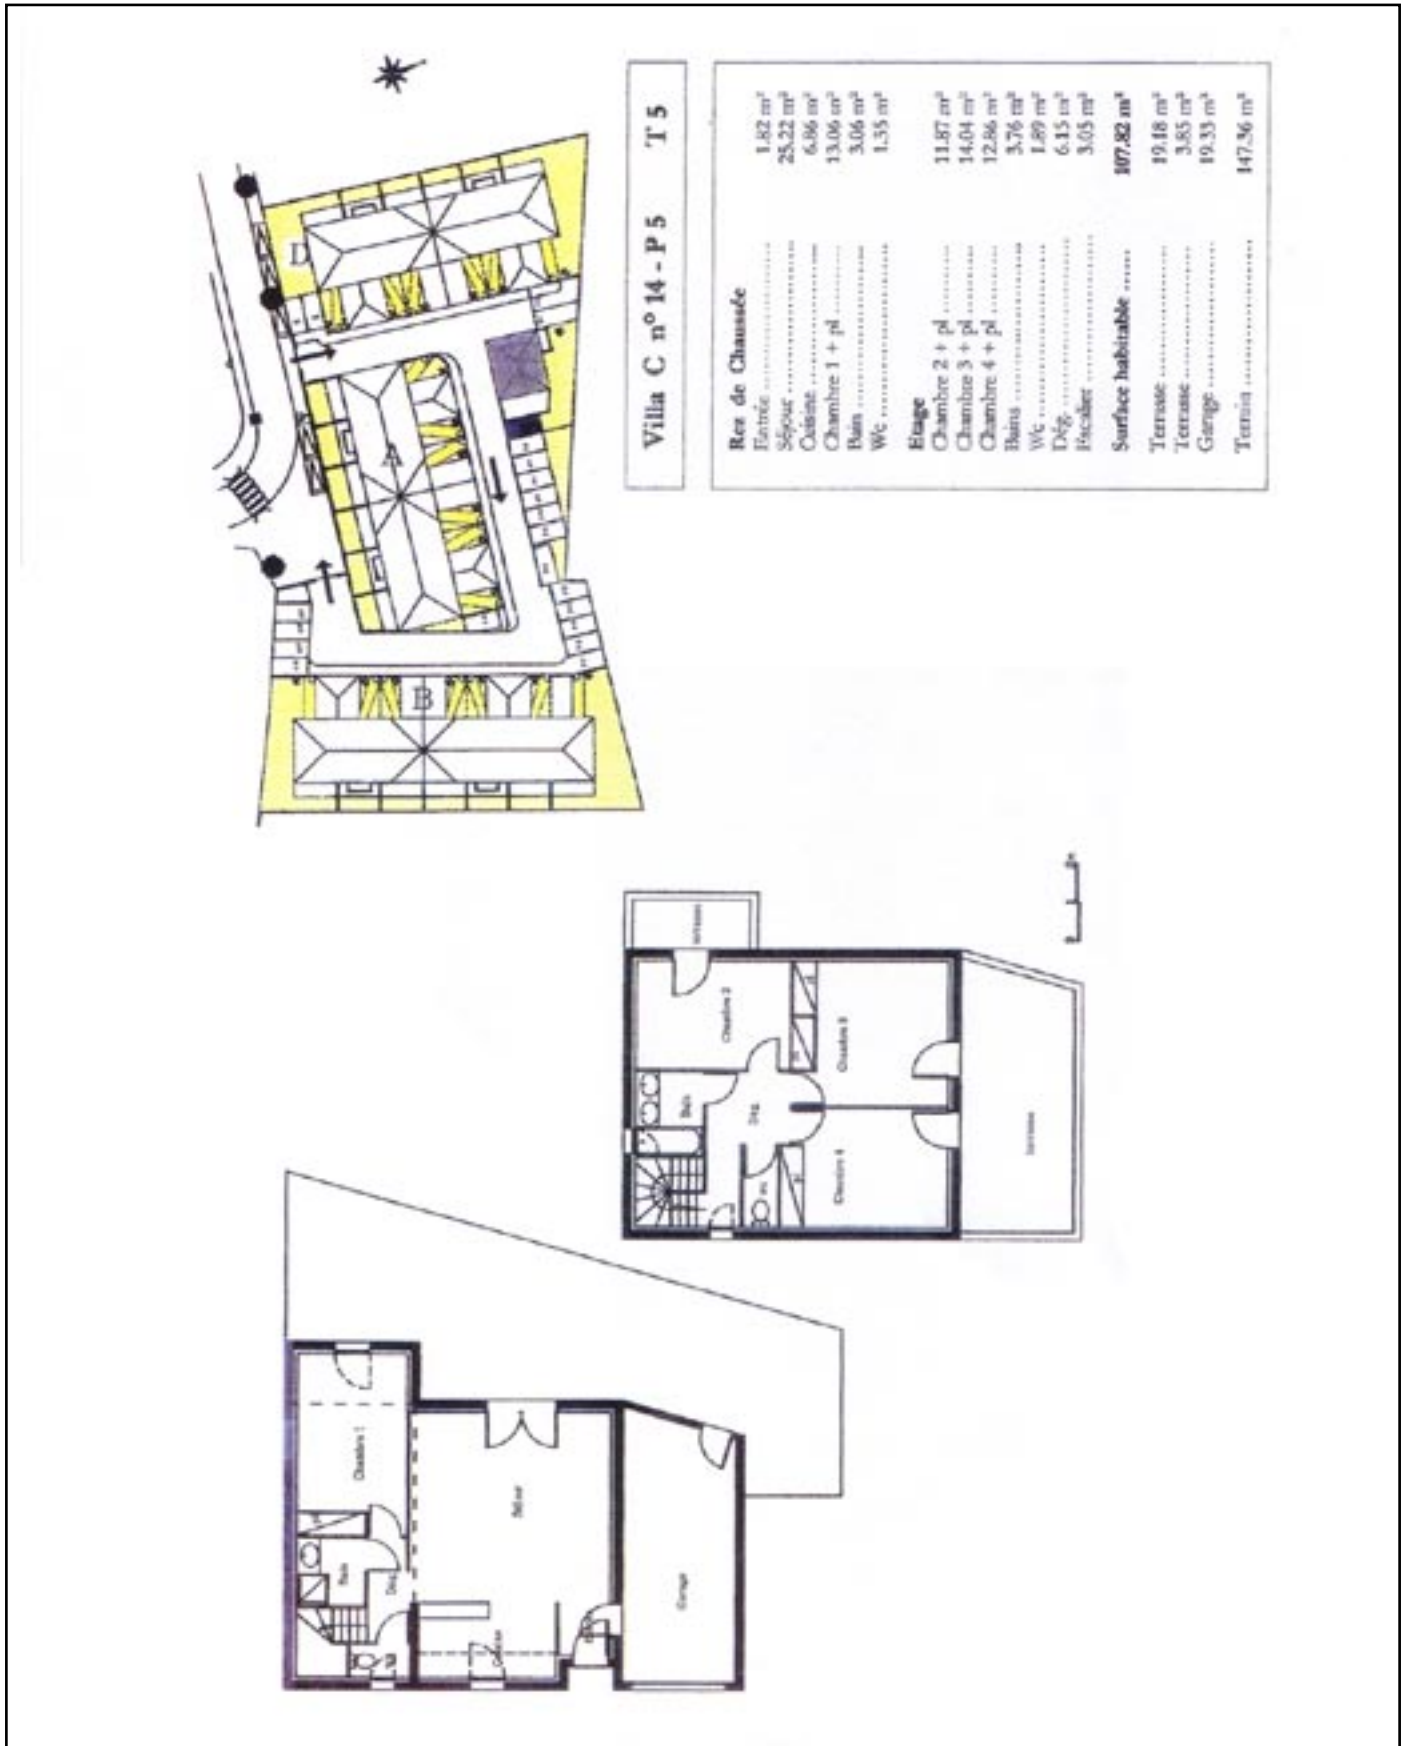 Villa C n° 14 - P 5 T 5
Rez de Chaussée
Entrée .................... 1.82 m²
Séjour .................... 25.22 m²
Cuisine .................... 6.86 m²
Chambre 1 + pl .......... 13.06 m²
Bain .................... 3.06 m²
Wc .................... 1.35 m²
Etage
Chambre 2 + pl .......... 11.87 m²
Chambre 3 + pl .......... 14.04 m²
Chambre 4 + pl .......... 12.86 m²
Bains .................... 3.76 m²
Wc .................... 1.89 m²
Dég. .................... 6.15 m²
Escalier .................... 3.05 m²
Surface habitable ...... 107.82 m²
Terrasse .................... 19.18 m²
Terrasse .................... 3.85 m²
Garage .................... 19.33 m²
Terrain .................... 147.36 m²
D
A
B
terrasse
Chambre 2
Bain
Dég.
Chambre 3
Chambre 4
wc
terrasse
Chambre 1
Bain
Dég.
Séjour
Cuisine
Garage